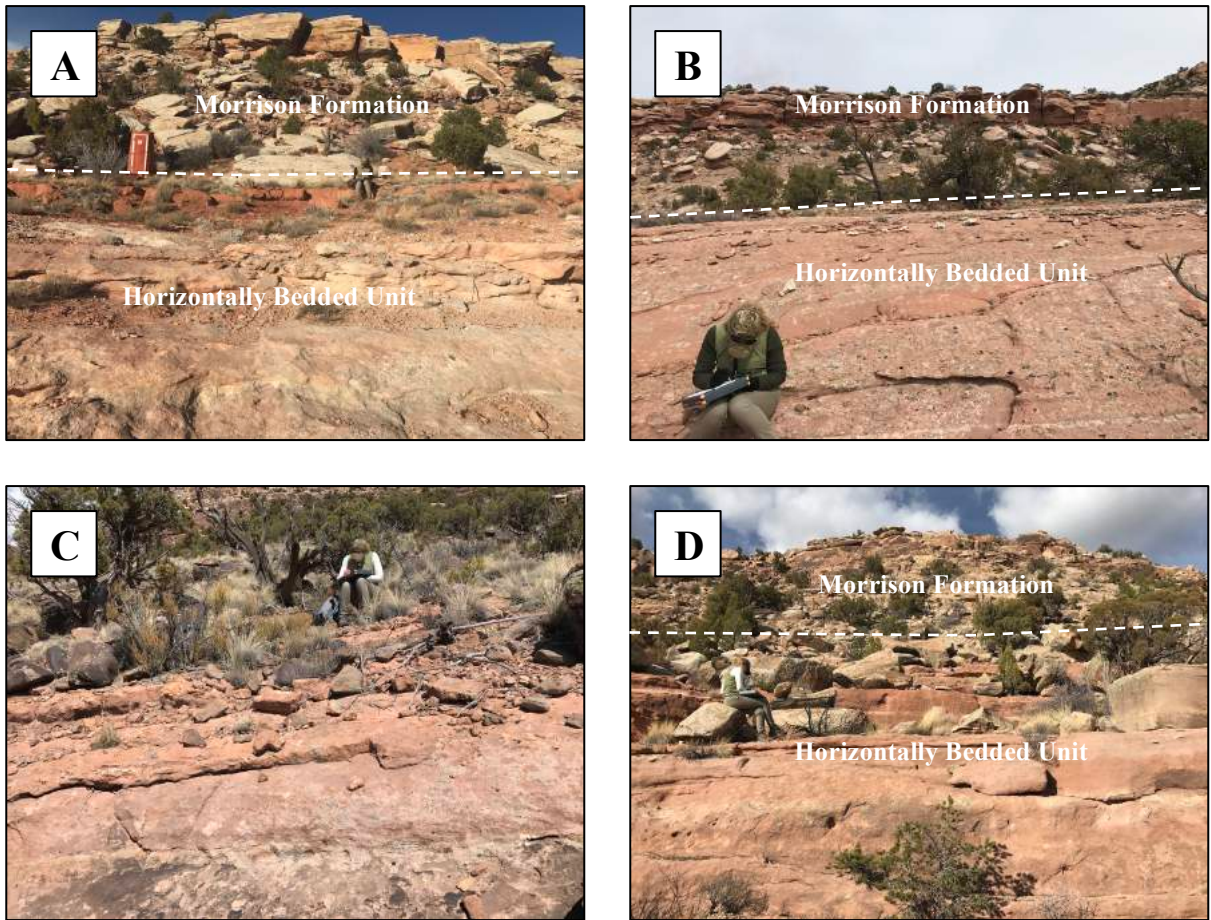 A
Morrison Formation
Horizontally Bedded Unit
B
Morrison Formation
Horizontally Bedded Unit
C
D
Morrison Formation
Horizontally Bedded Unit